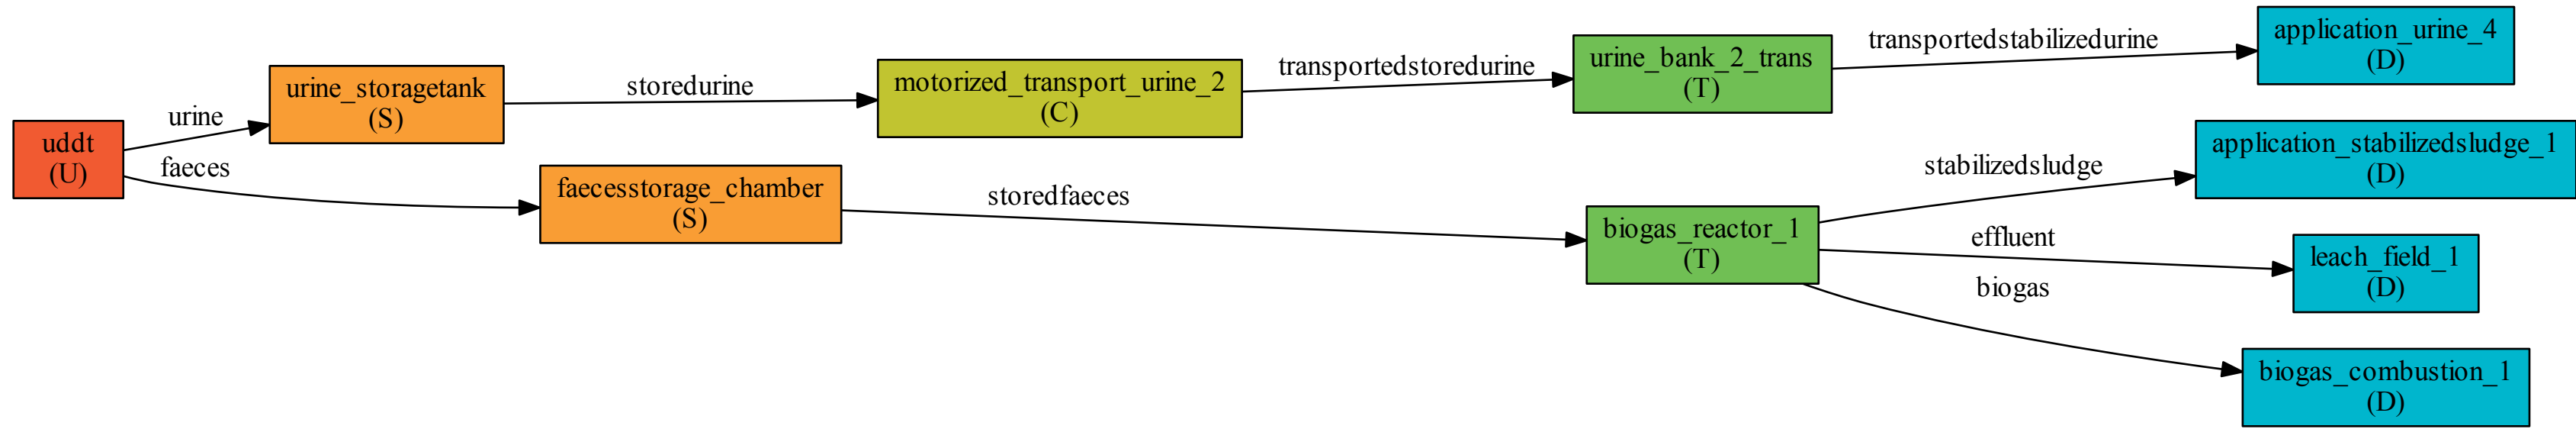 uddt
(U)
urine
faeces
urine_storagetank
(S)
faecesstorage_chamber
(S)
storedurine
storedfaeces
motorized_transport_urine_2
(C)
transportedstoredurine
urine_bank_2_trans
(T)
biogas_reactor_1
(T)
transportedstabilizedurine
stabilizedsludge
effluent
biogas
application_urine_4
(D)
application_stabilizedsludge_1
(D)
leach_field_1
(D)
biogas_combustion_1
(D)